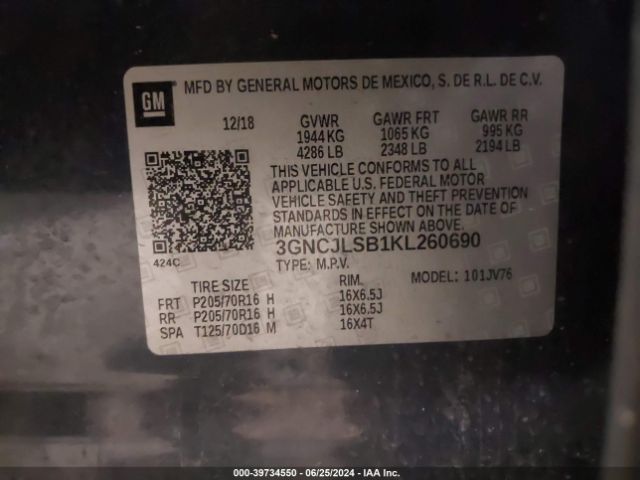 GM
MFD BY GENERAL MOTORS DE MEXICO, S. DE R.L. DE C.V.
12/18 GVWR GAWR FRT GAWR RR
1944 KG 1065 KG 995 KG
4286 LB 2348 LB 2194 LB
THIS VEHICLE CONFORMS TO ALL
APPLICABLE U.S. FEDERAL MOTOR
VEHICLE SAFETY AND THEFT PREVENTION
STANDARDS IN EFFECT ON THE DATE OF
MANUFACTURE SHOWN ABOVE.
424C 3GNCJLSB1KL260690
TYPE: M.P.V. MODEL: 101JV76
TIRE SIZE RIM
FRT P205/70R16 H 16X6.5J
RR P205/70R16 H 16X6.5J
SPA T125/70D16 M 16X4T
000-39734550 - 06/25/2024 - IAA Inc.